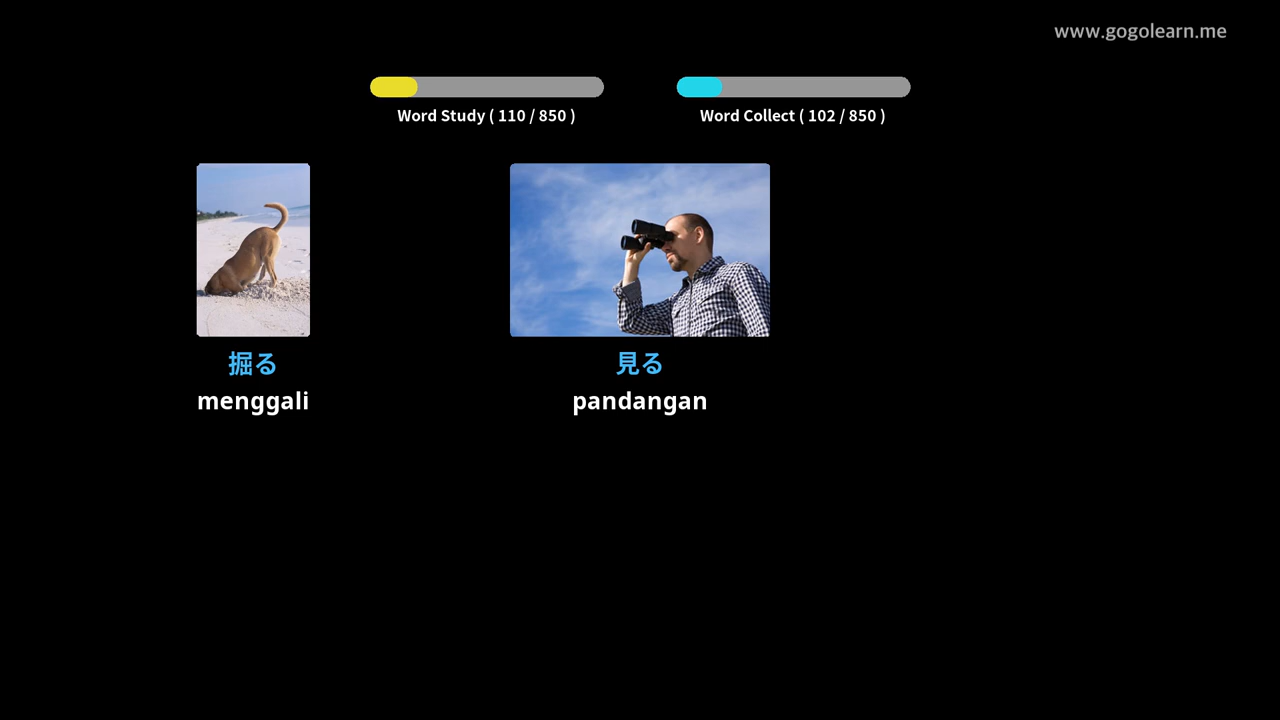 www.gogolearn.me
Word Study ( 110 / 850 )
Word Collect ( 102 / 850 )
掘る
menggali
見る
pandangan